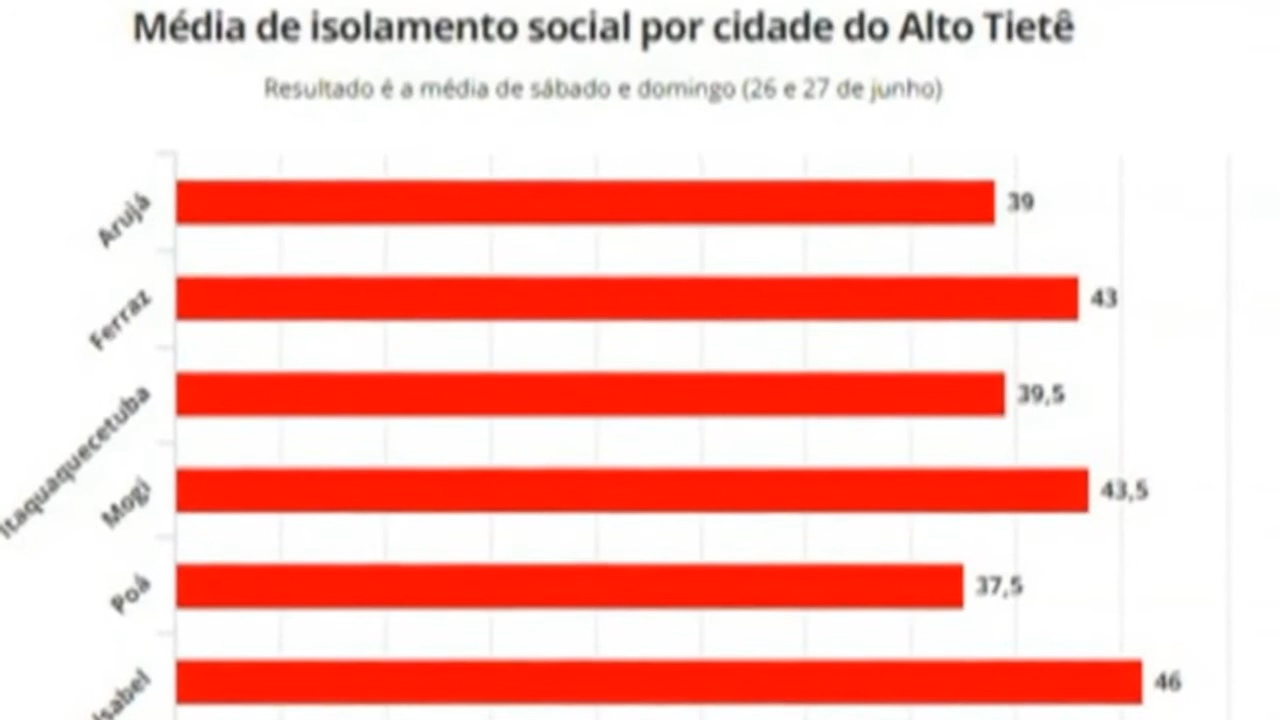 Média de isolamento social por cidade do Alto Tietê
Resultado é a média de sábado e domingo (26 e 27 de junho)
Arujá 39
Ferraz 43
Itaquaquecetuba 39,5
Mogi 43,5
Poá 37,5
Isabel 46